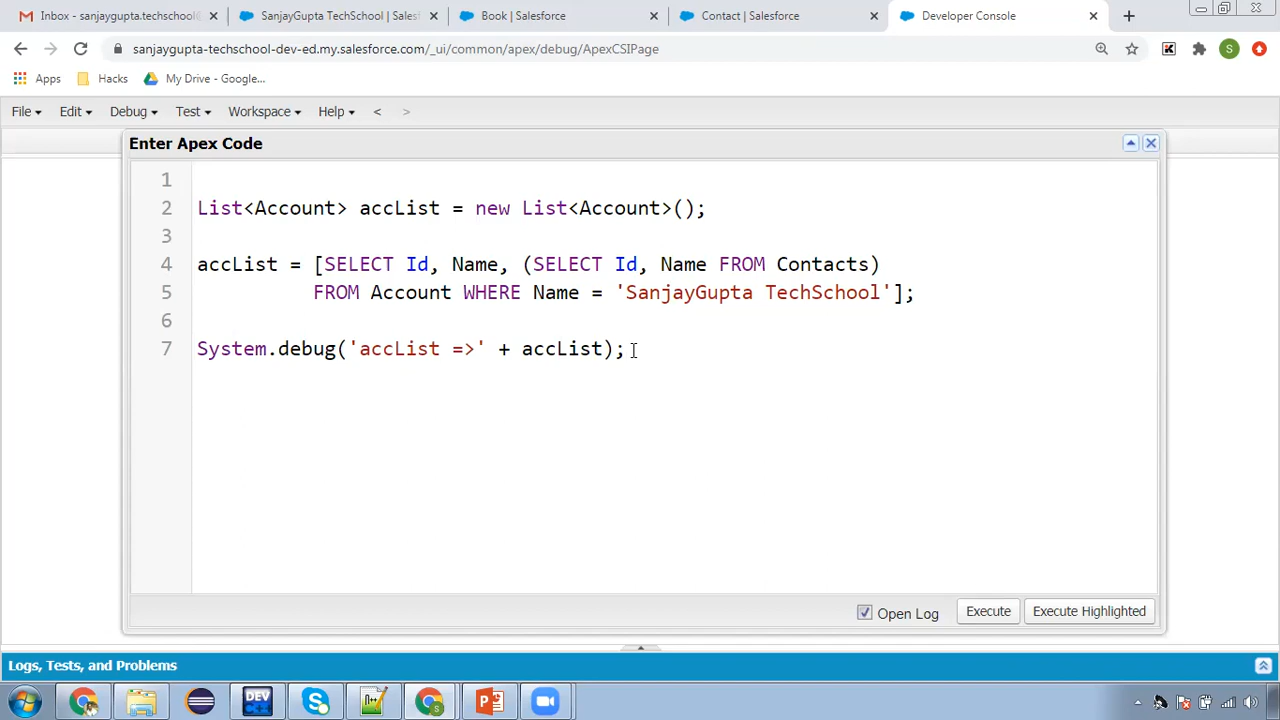 Inbox - sanjaygupta.techschool@
SanjayGupta TechSchool | Salesf
Book | Salesforce
Contact | Salesforce
Developer Console
sanjaygupta-techschool-dev-ed.my.salesforce.com/_ui/common/apex/debug/ApexCSIPage
Apps
Hacks
My Drive - Google...
File
Edit
Debug
Test
Workspace
Help
<
>
Enter Apex Code
1
2 List<Account> accList = new List<Account>();
3
4 accList = [SELECT Id, Name, (SELECT Id, Name FROM Contacts)
5 FROM Account WHERE Name = 'SanjayGupta TechSchool'];
6
7 System.debug('accList =>' + accList);
Open Log
Execute
Execute Highlighted
Logs, Tests, and Problems